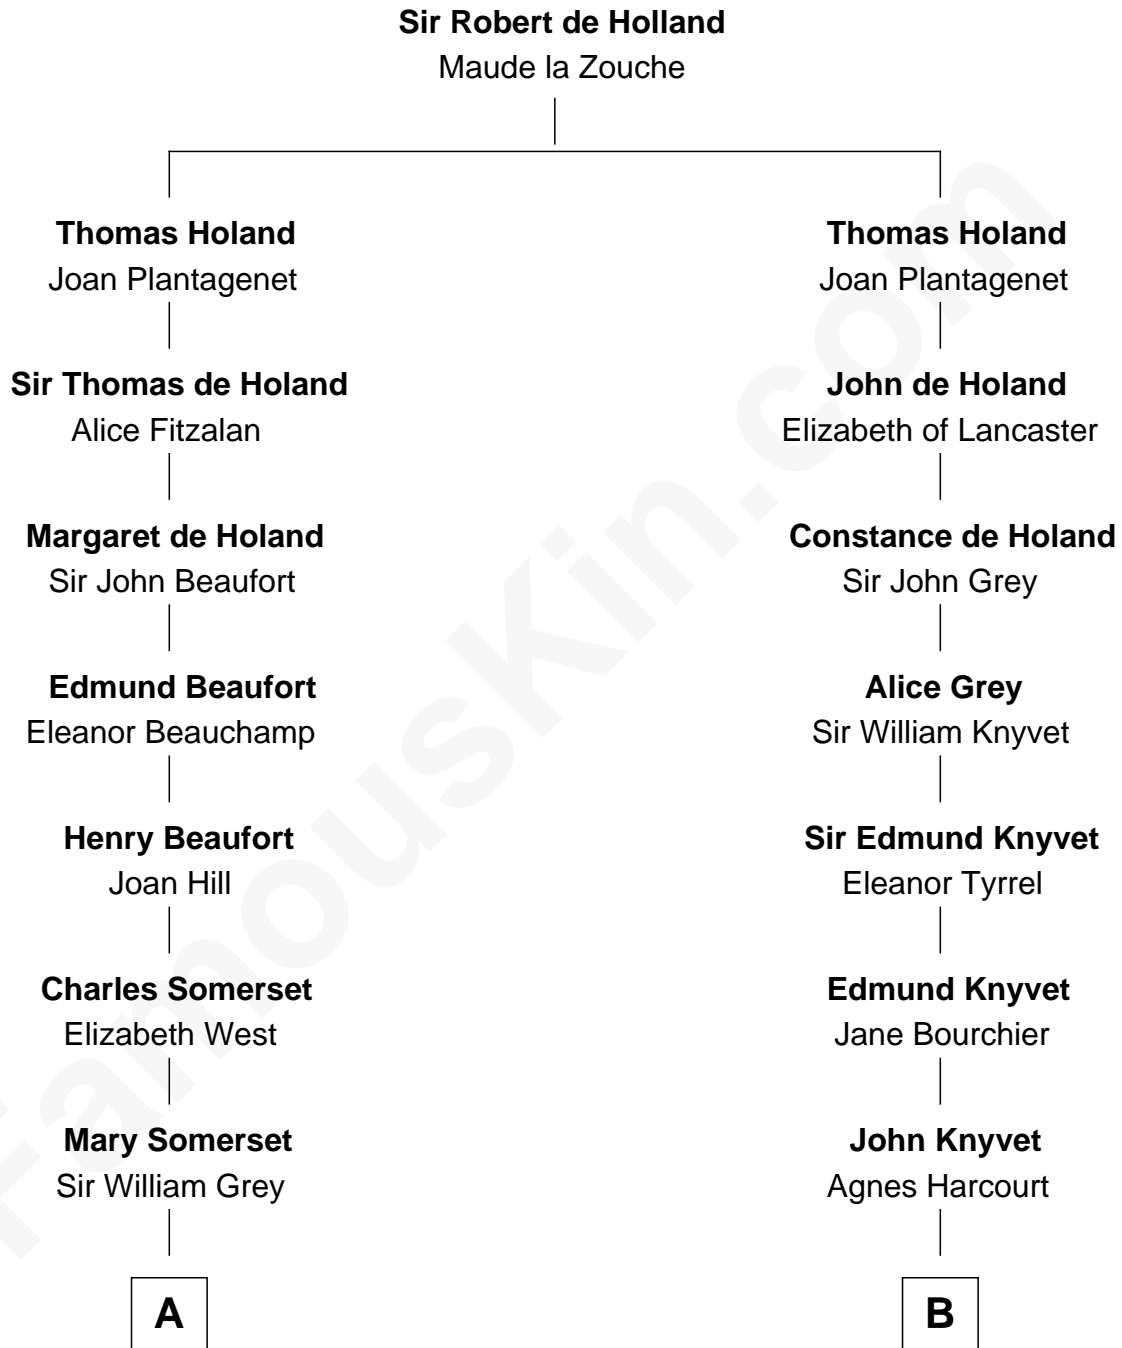 Sir Robert de Holland
Maude la Zouche
Thomas Holand
Joan Plantagenet
Sir Thomas de Holand
Alice Fitzalan
Margaret de Holand
Sir John Beaufort
Edmund Beaufort
Eleanor Beauchamp
Henry Beaufort
Joan Hill
Charles Somerset
Elizabeth West
Mary Somerset
Sir William Grey
A
Thomas Holand
Joan Plantagenet
John de Holand
Elizabeth of Lancaster
Constance de Holand
Sir John Grey
Alice Grey
Sir William Knyvet
Sir Edmund Knyvet
Eleanor Tyrrel
Edmund Knyvet
Jane Bourchier
John Knyvet
Agnes Harcourt
B
FamousKin.com